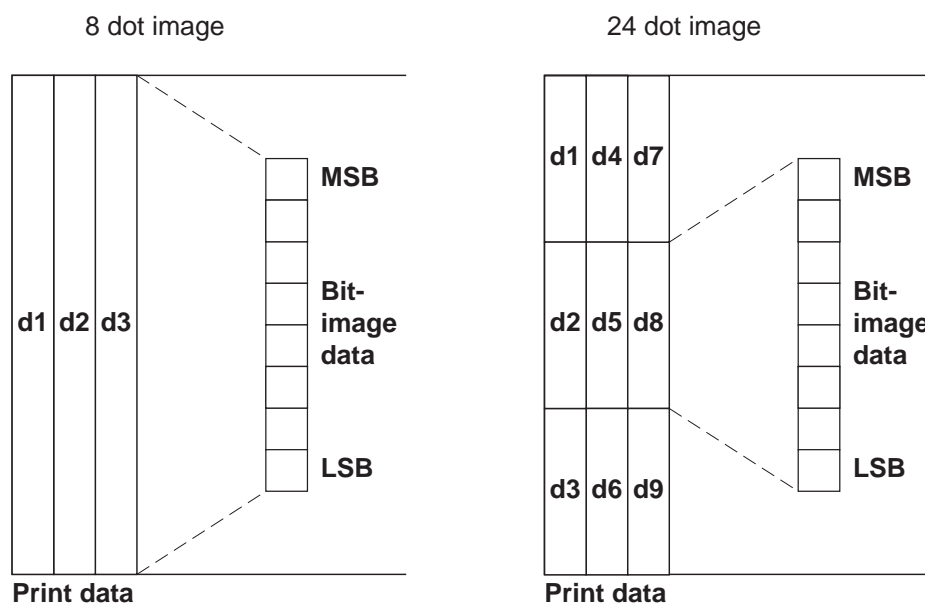 8 dot image
d1 d2 d3
MSB
Bit-
image
data
LSB
Print data
24 dot image
d1 d4 d7
d2 d5 d8
d3 d6 d9
MSB
Bit-
image
data
LSB
Print data